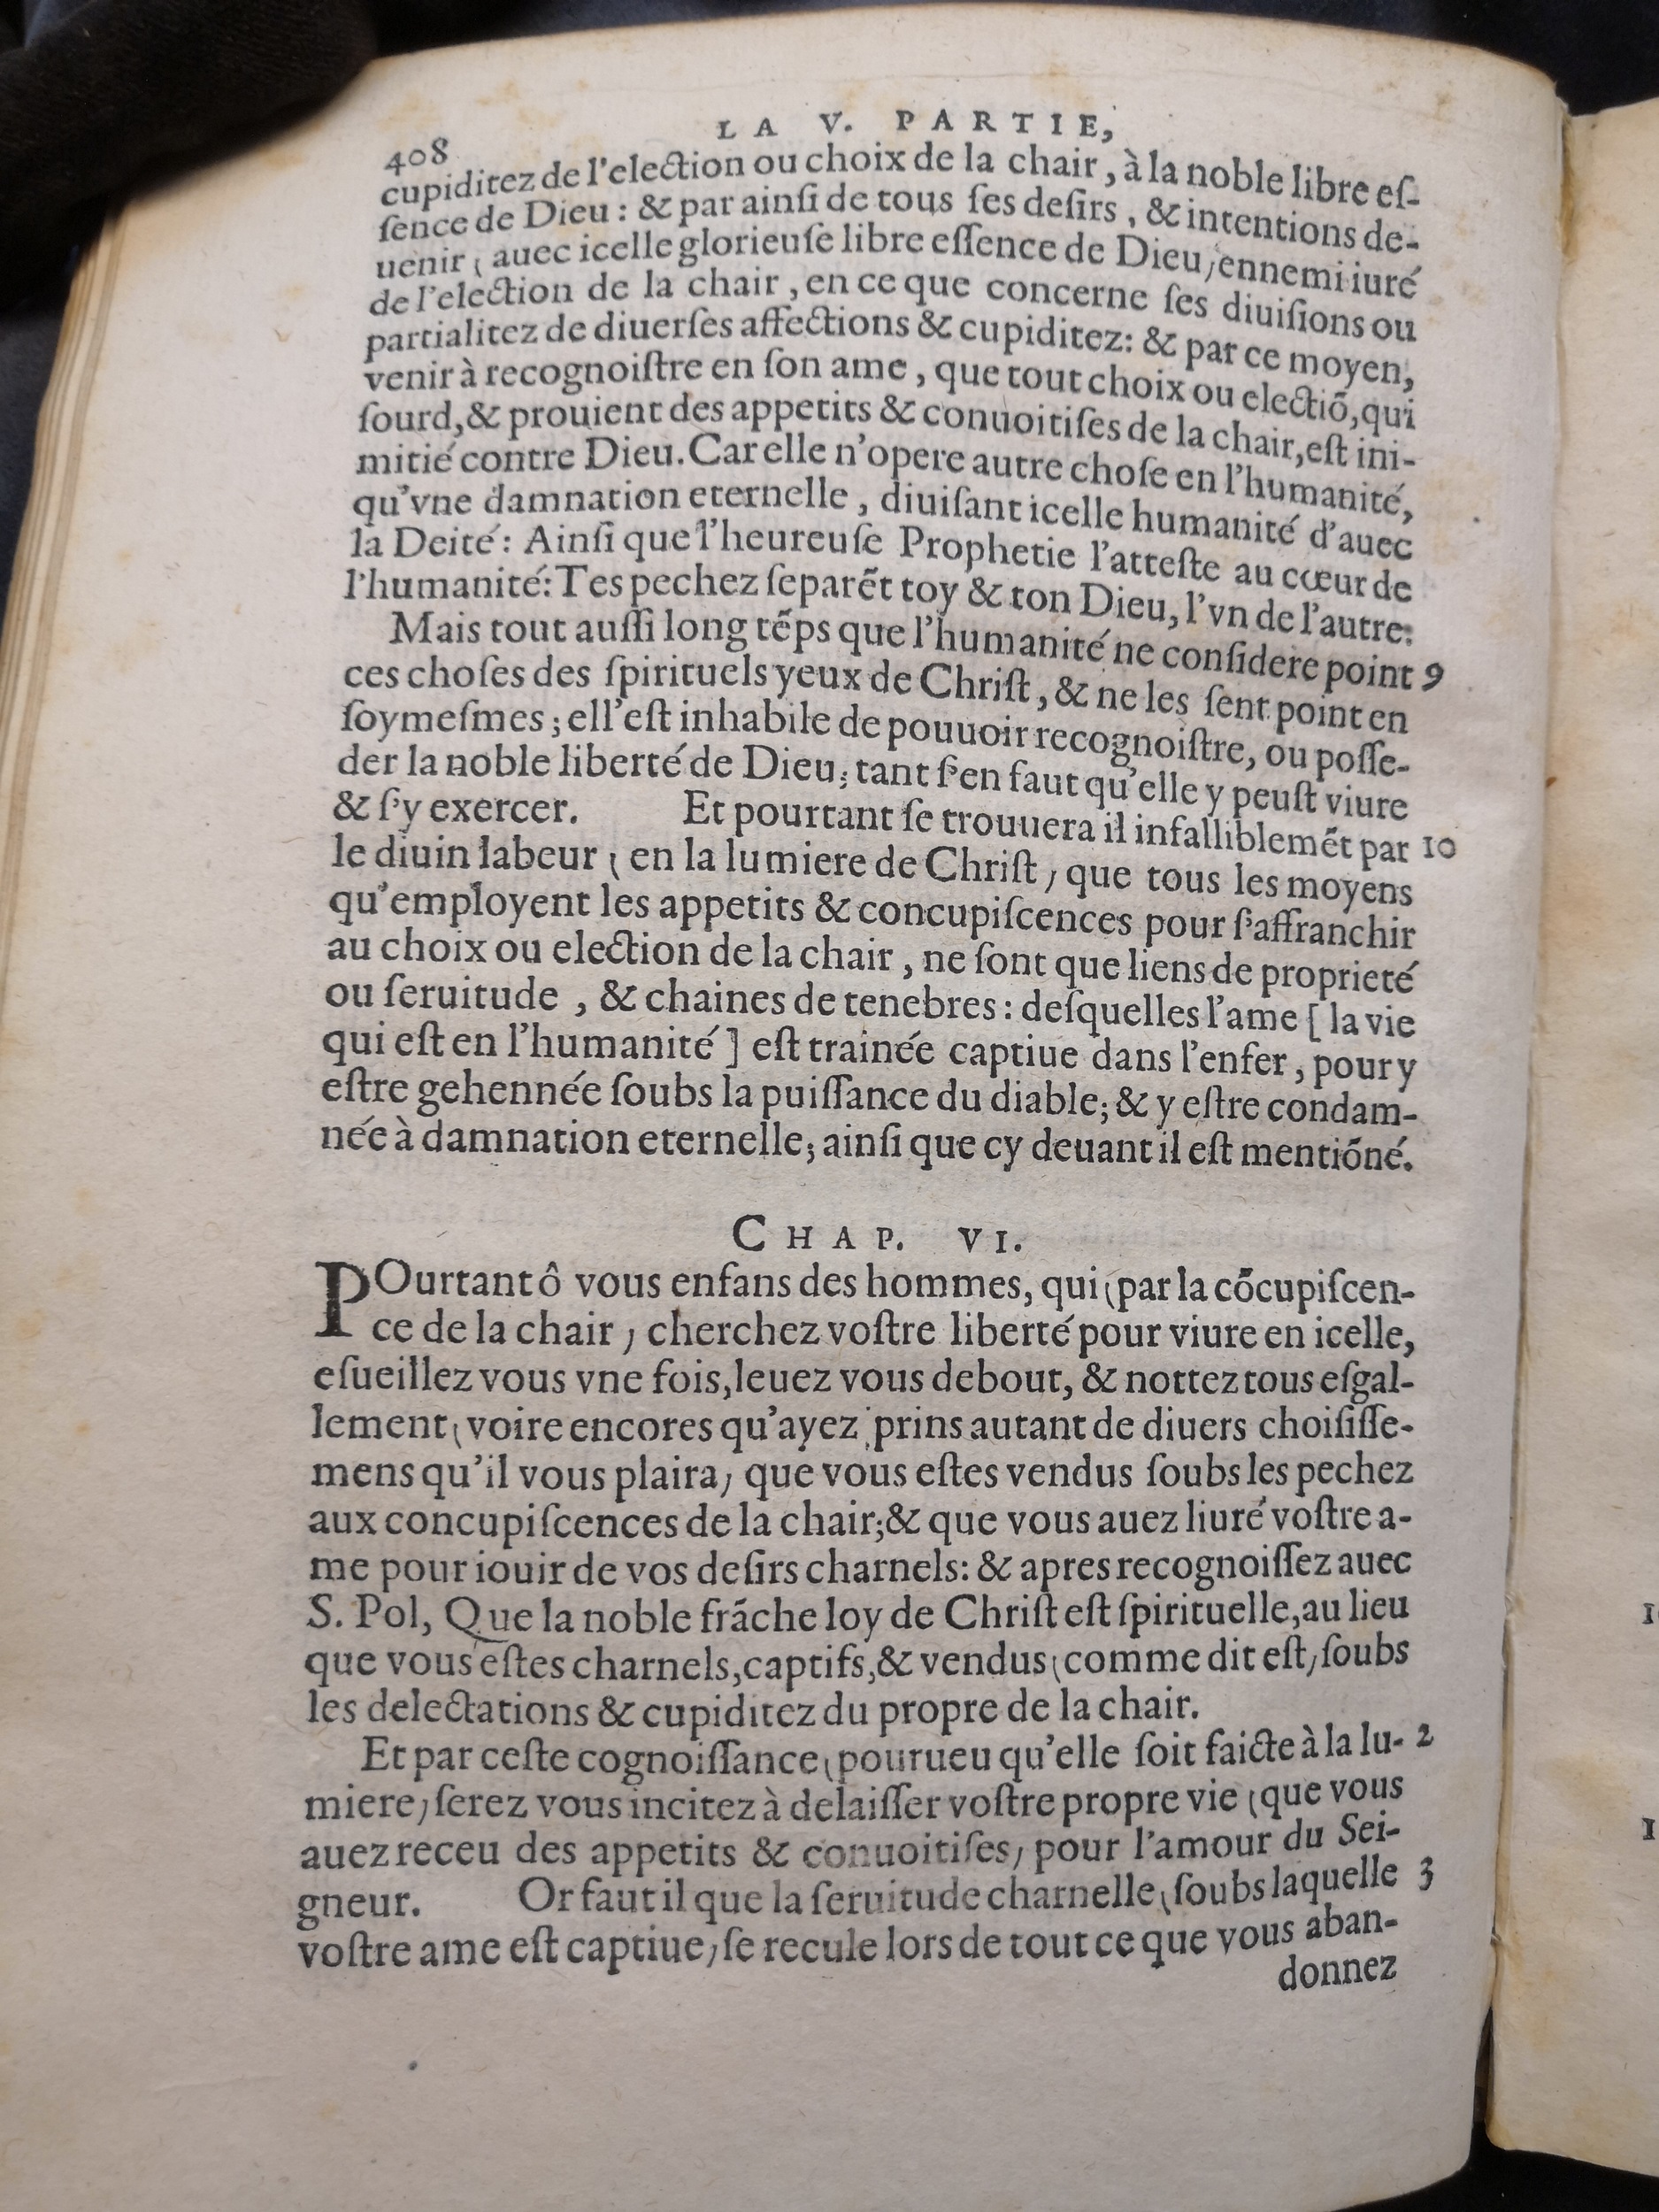 408
LA V. PARTIE,
cupiditez de l'election ou choix de la chair, à la noble libre eſ-
ſence de Dieu : & par ainſi de tous ſes deſirs, & intentions de-
uenir ( auec icelle glorieuſe libre eſſence de Dieu ) ennemi iuré
de l'election de la chair, en ce que concerne ſes diuiſions ou
partialitez de diuerſes affections & cupiditez: & par ce moyen,
venir à recognoiſtre en ſon ame, que tout choix ou electiõ, qui
ſourd, & prouient des appetits & conuoitiſes de la chair, eſt ini-
mitié contre Dieu. Car elle n'opere autre choſe en l'humanité,
qu'vne damnation eternelle, diuiſant icelle humanité d'auec
la Deité: Ainſi que l'heureuſe Prophetie l'atteſte au cœur de
l'humanité: Tes pechez ſeparẽt toy & ton Dieu, l'vn de l'autre.
Mais tout auſſi long tẽps que l'humanité ne conſidere point 9
ces choſes des ſpirituels yeux de Chriſt, & ne les ſent point en
ſoymeſmes; ell'eſt inhabile de pouuoir recognoiſtre, ou poſſe-
der la noble liberté de Dieu; tant ſ'en faut qu'elle y peuſt viure
& ſ'y exercer. Et pourtant ſe trouuera il infalliblemẽt par 10
le diuin labeur ( en la lumiere de Chriſt ) que tous les moyens
qu'employent les appetits & concupiſcences pour ſ'affranchir
au choix ou election de la chair, ne ſont que liens de proprieté
ou ſeruitude, & chaines de tenebres: deſquelles l'ame [ la vie
qui eſt en l'humanité ] eſt trainée captiue dans l'enfer, pour y
eſtre gehennée ſoubs la puiſſance du diable; & y eſtre condam-
née à damnation eternelle; ainſi que cy deuant il eſt mentiõné.
CHAP. VI.
POurtant ô vous enfans des hommes, qui (par la cõcupiſcen-
ce de la chair ) cherchez voſtre liberté pour viure en icelle,
eſueillez vous vne fois, leuez vous debout, & nottez tous eſgal-
lement (voire encores qu'ayez prins autant de diuers choiſiſſe-
mens qu'il vous plaira) que vous eſtes vendus ſoubs les pechez
aux concupiſcences de la chair; & que vous auez liuré voſtre a-
me pour iouir de vos deſirs charnels: & apres recognoiſſez auec
S. Pol, Que la noble frãche loy de Chriſt eſt ſpirituelle, au lieu
que vous eſtes charnels, captifs, & vendus (comme dit eſt) ſoubs
les delectations & cupiditez du propre de la chair.
Et par ceſte cognoiſſance (pourueu qu'elle ſoit faicte à la lu- 2
miere) ſerez vous incitez à delaiſſer voſtre propre vie (que vous
auez receu des appetits & conuoitiſes) pour l'amour du Sei-
gneur. Or faut il que la ſeruitude charnelle (ſoubs laquelle 3
voſtre ame eſt captiue) ſe recule lors de tout ce que vous aban-
donnez